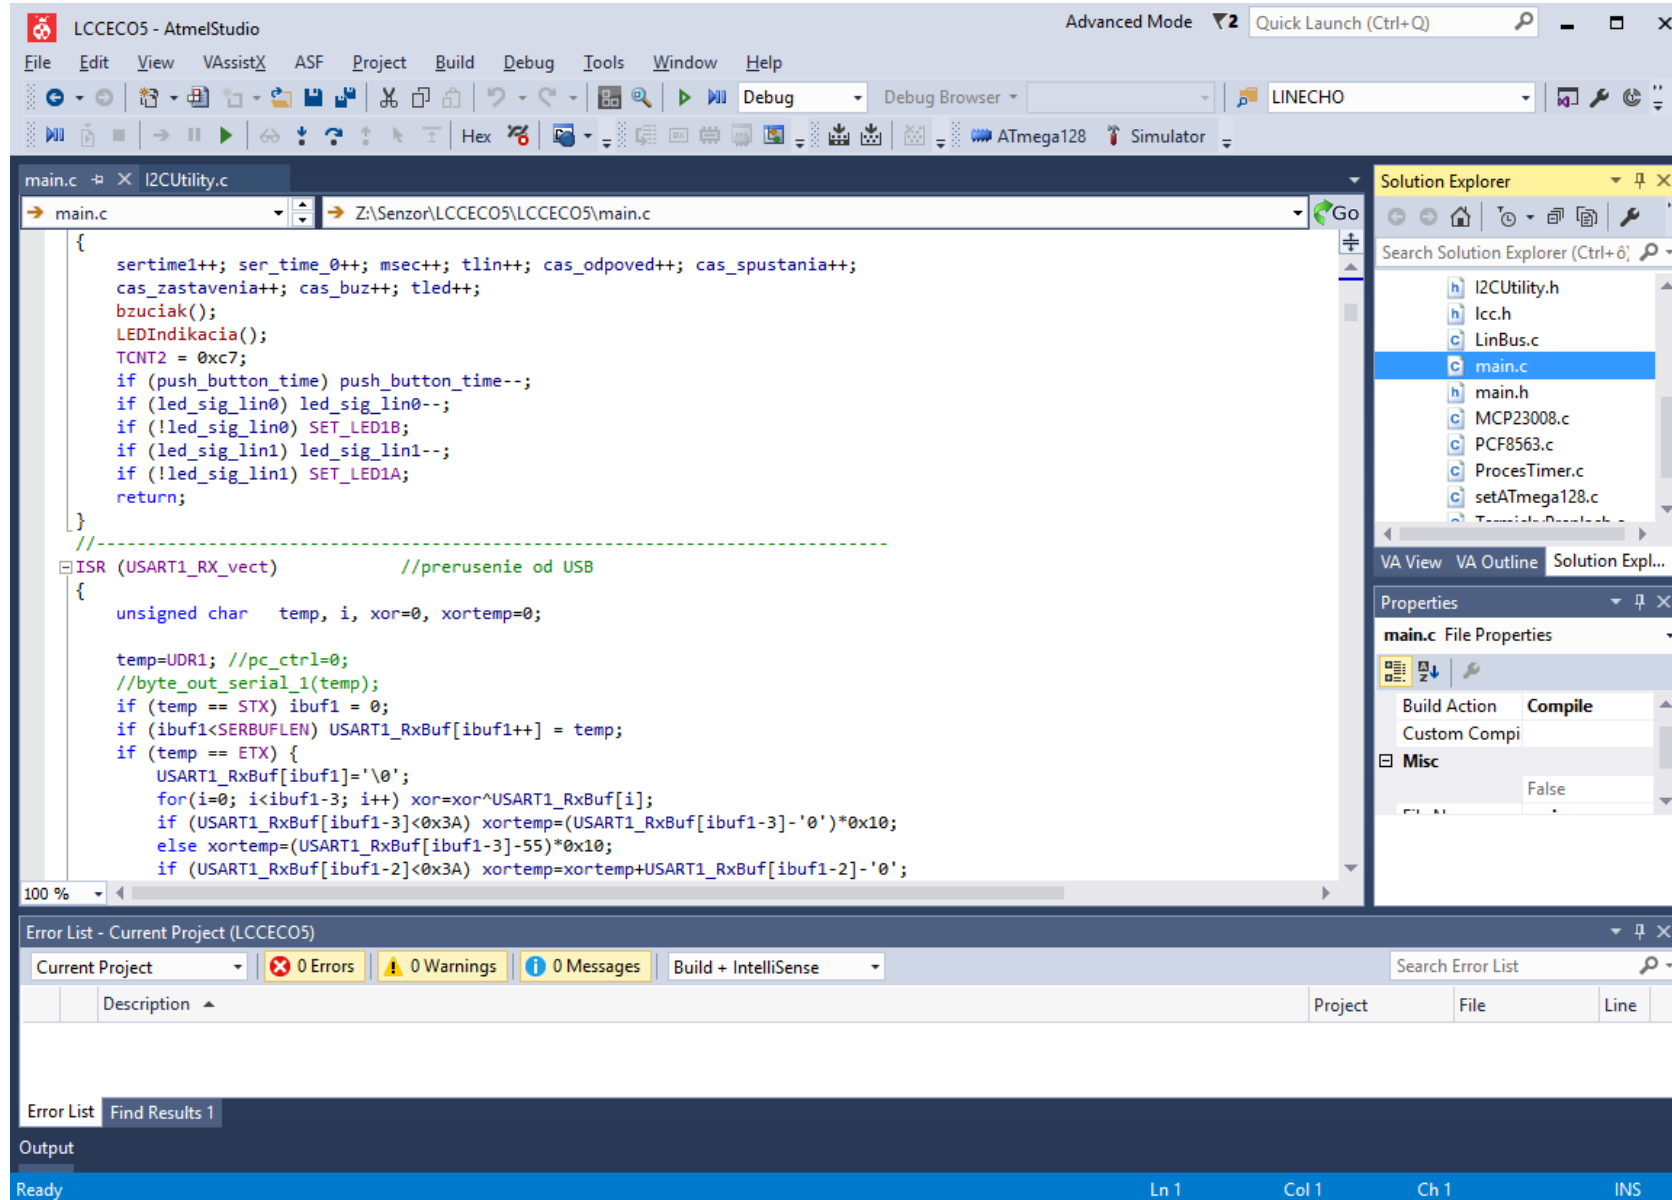 LCCECO5 - AtmelStudio
Advanced Mode 2 Quick Launch (Ctrl+Q)
File Edit View VAssistX ASF Project Build Debug Tools Window Help
Debug Debug Browser LINECHO
Hex ATmega128 Simulator
main.c I2CUtility.c
main.c Z:\Senzor\LCCECO5\LCCECO5\main.c Go
{
sertime1++; ser_time_0++; msec++; tlin++; cas_odpoved++; cas_spustania++;
cas_zastavenia++; cas_buz++; tled++;
bzuciak();
LEDIndikacia();
TCNT2 = 0xc7;
if (push_button_time) push_button_time--;
if (led_sig_lin0) led_sig_lin0--;
if (!led_sig_lin0) SET_LED1B;
if (led_sig_lin1) led_sig_lin1--;
if (!led_sig_lin1) SET_LED1A;
return;
}
//------------------------------------------------------------------------------
ISR (USART1_RX_vect) //prerusenie od USB
{
unsigned char temp, i, xor=0, xortemp=0;
temp=UDR1; //pc_ctrl=0;
//byte_out_serial_1(temp);
if (temp == STX) ibuf1 = 0;
if (ibuf1<SERBUFLEN) USART1_RxBuf[ibuf1++] = temp;
if (temp == ETX) {
USART1_RxBuf[ibuf1]='\0';
for(i=0; i<ibuf1-3; i++) xor=xor^USART1_RxBuf[i];
if (USART1_RxBuf[ibuf1-3]<0x3A) xortemp=(USART1_RxBuf[ibuf1-3]-'0')*0x10;
else xortemp=(USART1_RxBuf[ibuf1-3]-55)*0x10;
if (USART1_RxBuf[ibuf1-2]<0x3A) xortemp=xortemp+USART1_RxBuf[ibuf1-2]-'0';
100 %
Solution Explorer
Search Solution Explorer (Ctrl+ô)
I2CUtility.h
lcc.h
LinBus.c
main.c
main.h
MCP23008.c
PCF8563.c
ProcesTimer.c
setATmega128.c
VA View VA Outline Solution Expl...
Properties
main.c File Properties
Build Action Compile
Custom Compi
Misc
False
Error List - Current Project (LCCECO5)
Current Project 0 Errors 0 Warnings 0 Messages Build + IntelliSense Search Error List
Description Project File Line
Error List Find Results 1
Output
Ready Ln 1 Col 1 Ch 1 INS